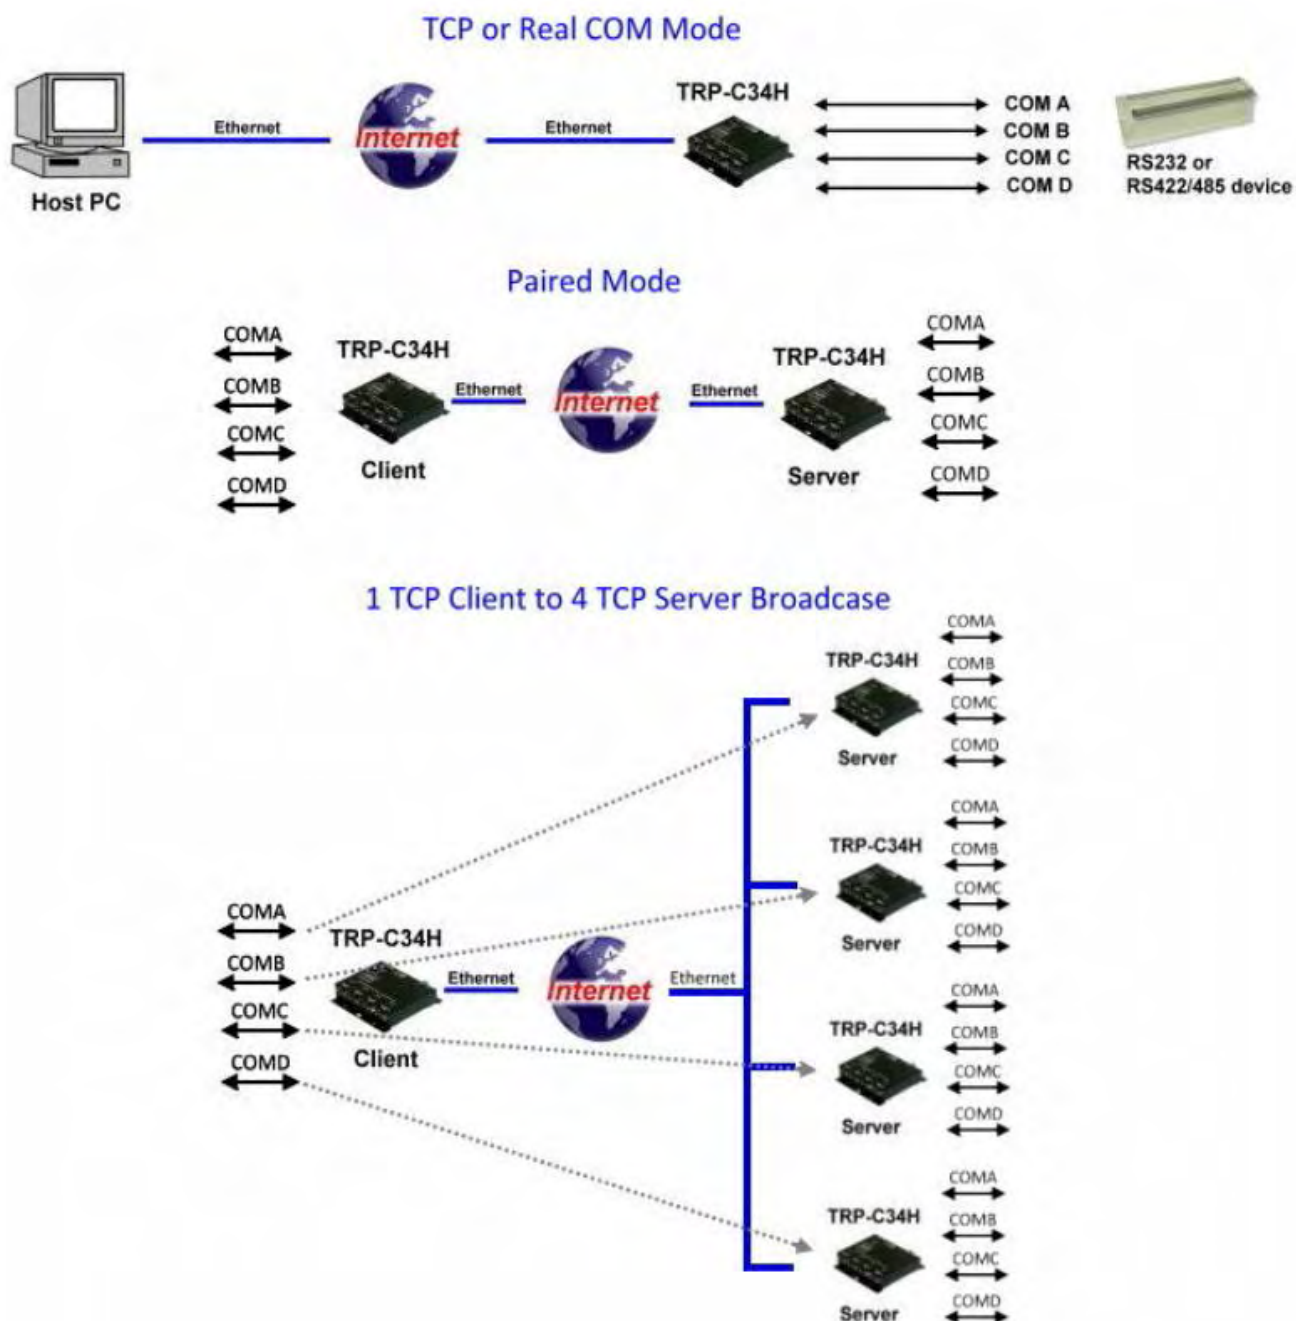 TCP or Real COM Mode
TRP-C34H
Ethernet
Internet
Ethernet
COM A
COM B
COM C
COM D
RS232 or
RS422/485 device
Host PC
Paired Mode
COMA
COMB
COMC
COMD
TRP-C34H
Client
Ethernet
Internet
Ethernet
TRP-C34H
Server
COMA
COMB
COMC
COMD
1 TCP Client to 4 TCP Server Broadcase
COMA
COMB
COMC
COMD
TRP-C34H
Client
Ethernet
Internet
Ethernet
TRP-C34H
Server
COMA
COMB
COMC
COMD
TRP-C34H
Server
COMA
COMB
COMC
COMD
TRP-C34H
Server
COMA
COMB
COMC
COMD
TRP-C34H
Server
COMA
COMB
COMC
COMD